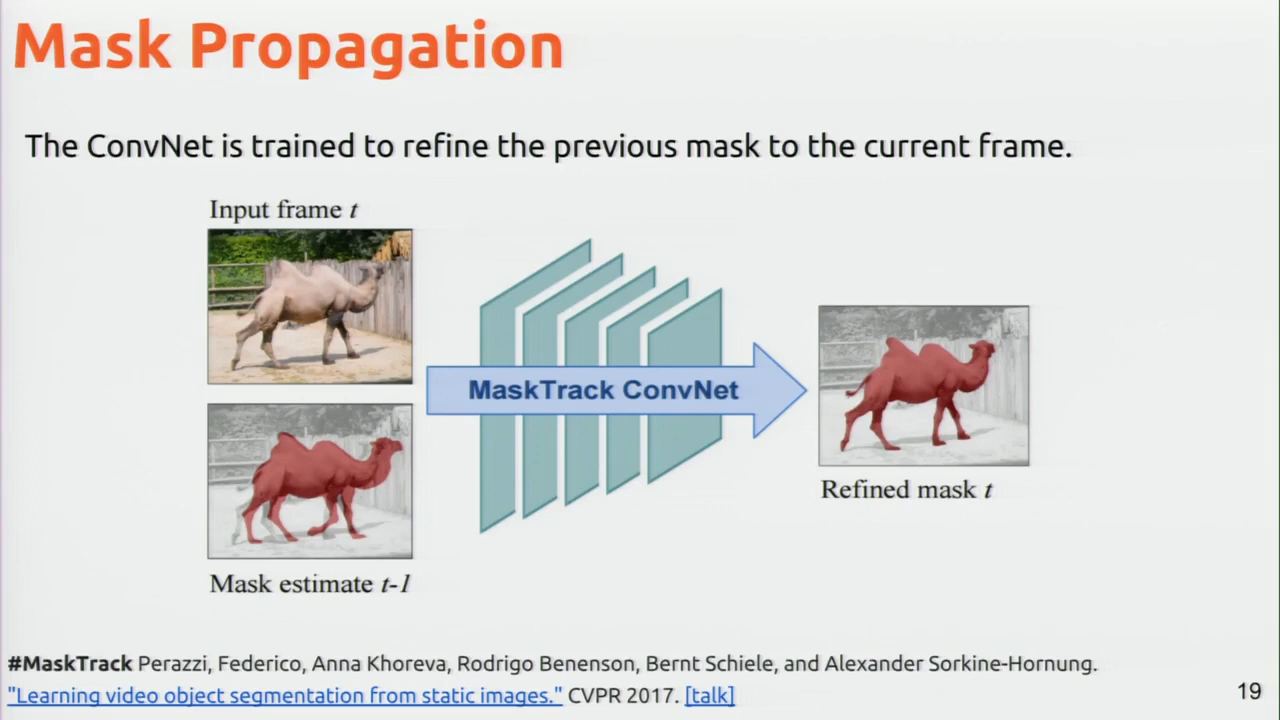 Mask Propagation
The ConvNet is trained to refine the previous mask to the current frame.
Input frame t
MaskTrack ConvNet
Refined mask t
Mask estimate t-1
#MaskTrack Perazzi, Federico, Anna Khoreva, Rodrigo Benenson, Bernt Schiele, and Alexander Sorkine-Hornung.
"Learning video object segmentation from static images." CVPR 2017. [talk]
19